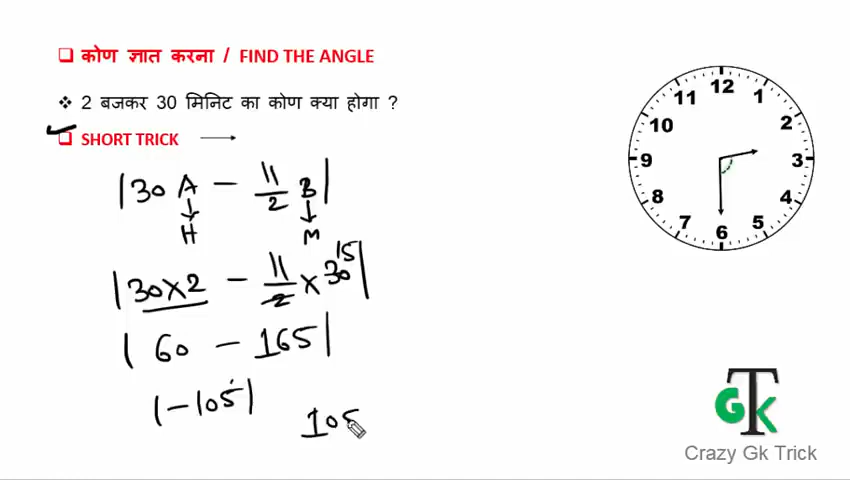 कोण ज्ञात करना / FIND THE ANGLE
2 बजकर 30 मिनिट का कोण क्या होगा ?
SHORT TRICK
|30 A - 11/2 B|
H M
|30×2 - 11/2 × 30 15|
| 60 - 165|
|-105|
105
12
11 1
10 2
9 3
8 4
7 5
6
GTK
Crazy Gk Trick